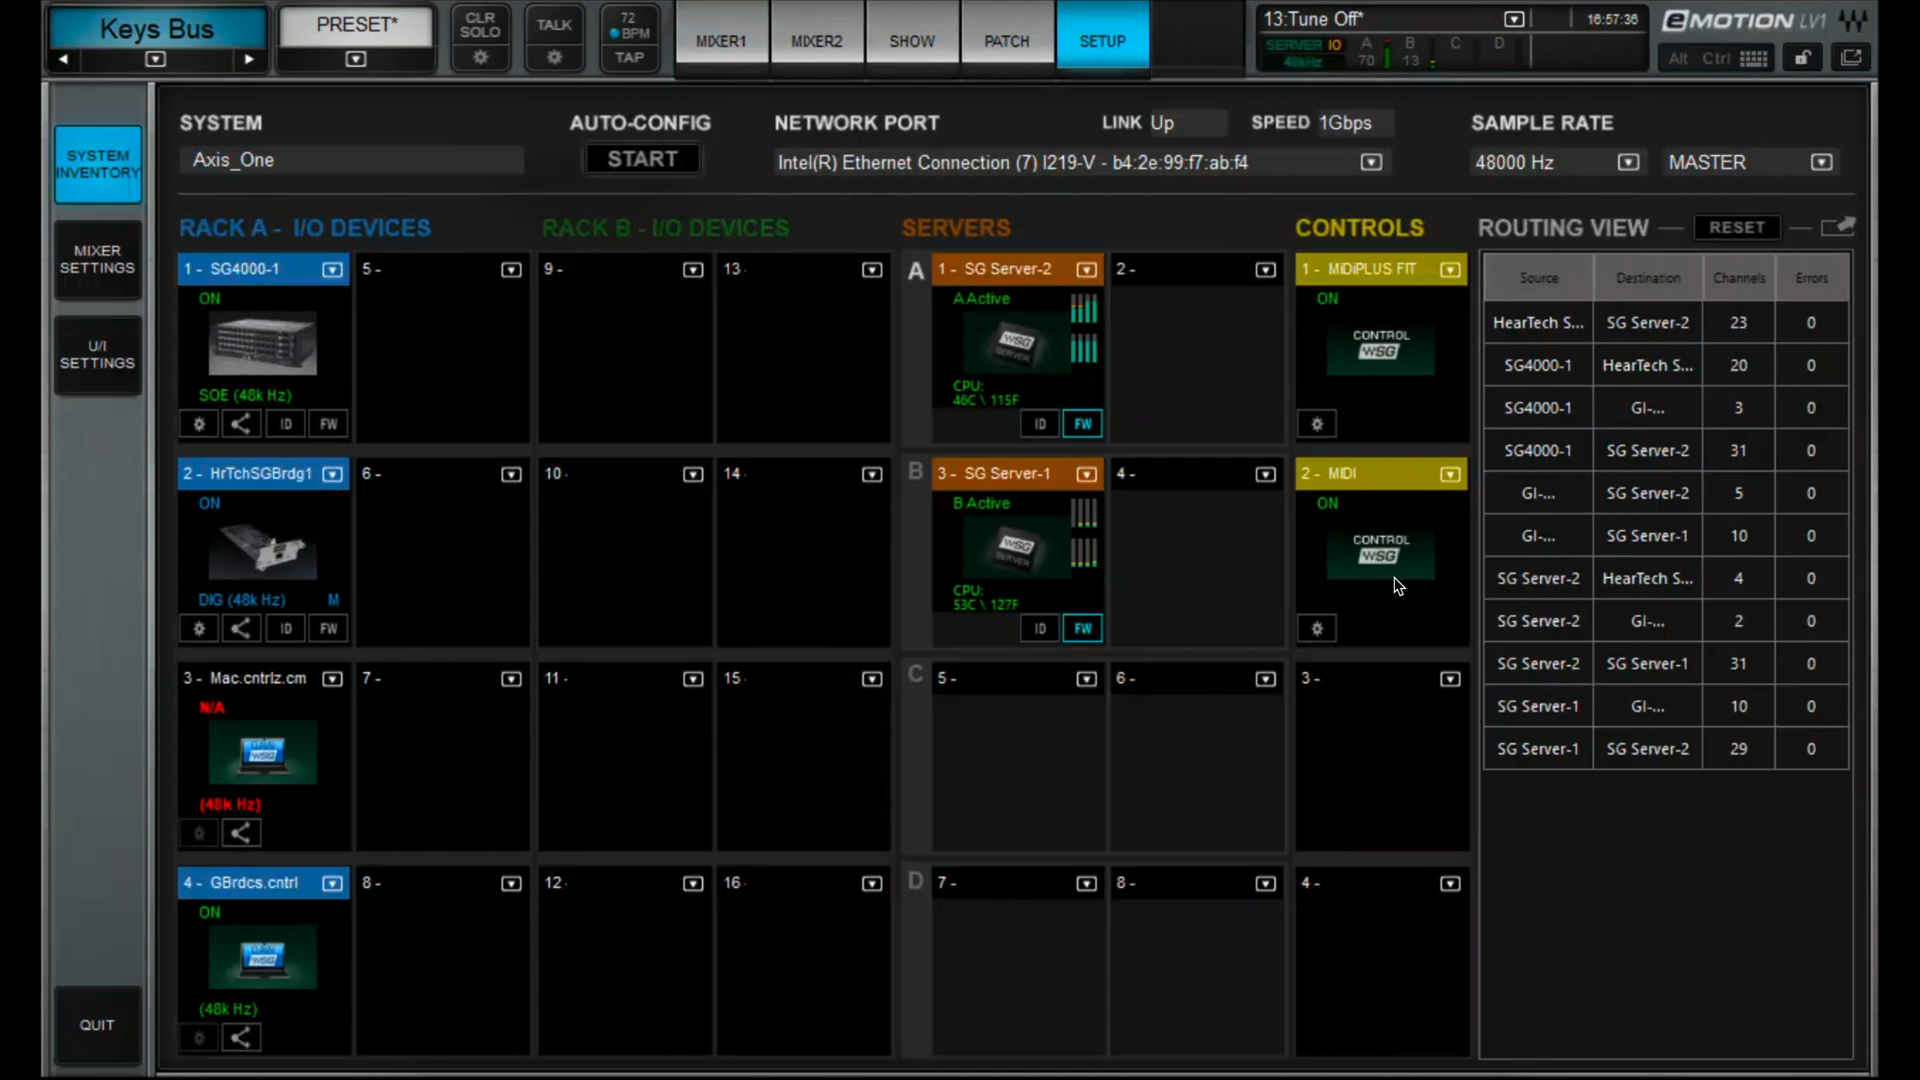 Keys Bus
PRESET*
CLR SOLO
TALK
72
BPM
TAP
MIXER1
MIXER2
SHOW
PATCH
SETUP
13:Tune Off*
16:57:36
SERVER IO A B C D
48kHz 70 13
eMOTION LV1
Alt Ctrl
SYSTEM
INVENTORY
MIXER
SETTINGS
U/I
SETTINGS
QUIT
SYSTEM
Axis_One
AUTO-CONFIG
START
NETWORK PORT
LINK Up
SPEED 1Gbps
Intel(R) Ethernet Connection (7) I219-V - b4:2e:99:f7:ab:f4
SAMPLE RATE
48000 Hz
MASTER
RACK A - I/O DEVICES
RACK B - I/O DEVICES
SERVERS
CONTROLS
ROUTING VIEW
RESET
1 - SG4000-1
ON
SOE (48k Hz)
ID FW
5 -
9 -
13 -
2 - HrTchSGBrdg1
ON
DIG (48k Hz) M
ID FW
6 -
10 -
14 -
3 - Mac.cntrlz.cm
N/A
WSG
(48k Hz)
7 -
11 -
15 -
4 - GBrdcs.cntrl
ON
WSG
(48k Hz)
8 -
12 -
16 -
A
1 - SG Server-2
A Active
WSG
SERVER
CPU:
46C \ 115F
ID FW
2 -
B
3 - SG Server-1
B Active
WSG
SERVER
CPU:
53C \ 127F
ID FW
4 -
C
5 -
6 -
D
7 -
8 -
1 - MIDIPLUS FIT
ON
CONTROL
WSG
2 - MIDI
ON
CONTROL
WSG
3 -
4 -
Source Destination Channels Errors
HearTech S... SG Server-2 23 0
SG4000-1 HearTech S... 20 0
SG4000-1 GI-... 3 0
SG4000-1 SG Server-2 31 0
GI-... SG Server-2 5 0
GI-... SG Server-1 10 0
SG Server-2 HearTech S... 4 0
SG Server-2 GI-... 2 0
SG Server-2 SG Server-1 31 0
SG Server-1 GI-... 10 0
SG Server-1 SG Server-2 29 0